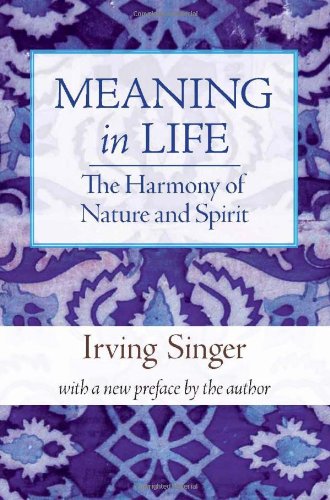 MEANING
in LIFE
The Harmony of
Nature and Spirit
Irving Singer
with a new preface by the author